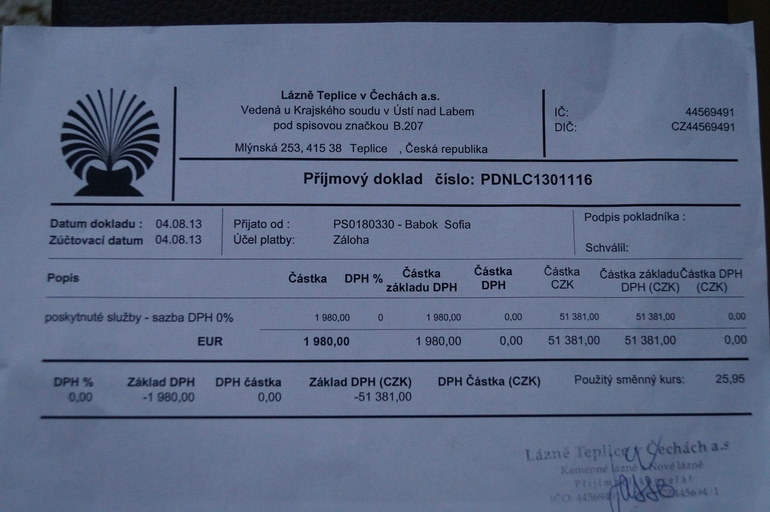 Lázně Teplice v Čechách a.s.
Vedená u Krajského soudu v Ústí nad Labem
pod spisovou značkou B.207
Mlýnská 253, 415 38 Teplice , Česká republika
IČ: 44569491
DIČ: CZ44569491
Příjmový doklad číslo: PDNLC1301116
Datum dokladu : 04.08.13
Zúčtovací datum 04.08.13
Přijato od : PS0180330 - Babok Sofia
Účel platby: Záloha
Podpis pokladníka :
Schválil:
Popis Částka DPH % Částka základu DPH Částka DPH Částka CZK Částka základu DPH (CZK) Částka DPH (CZK)
poskytnuté služby - sazba DPH 0% 1 980,00 0 1 980,00 0,00 51 381,00 51 381,00 0,00
EUR 1 980,00 1 980,00 0,00 51 381,00 51 381,00 0,00
DPH % Základ DPH DPH částka Základ DPH (CZK) DPH Částka (CZK) Použitý směnný kurs: 25,95
0,00 -1 980,00 0,00 -51 381,00
Lázně Teplice v Čechách a.s
Kamenné lázně Nové lázně